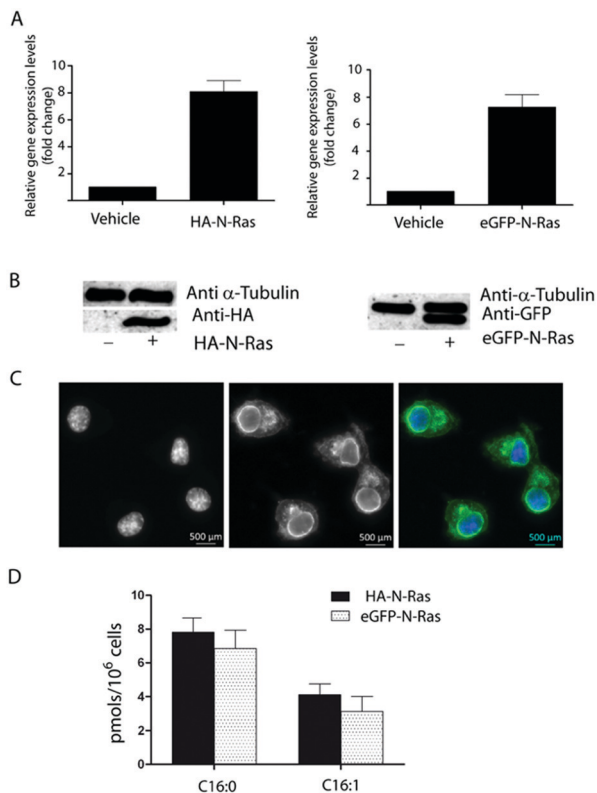 A
Relative gene expression levels
(fold change)
10
8
6
4
2
Vehicle
HA-N-Ras
Relative gene expression levels
(fold change)
10
8
6
4
2
Vehicle
eGFP-N-Ras
B
Anti α-Tubulin
Anti-HA
– +
HA-N-Ras
Anti-α-Tubulin
Anti-GFP
– +
eGFP-N-Ras
C
500 µm
500 µm
500 µm
D
pmols/10⁶ cells
10
8
6
4
2
0
HA-N-Ras
eGFP-N-Ras
C16:0
C16:1